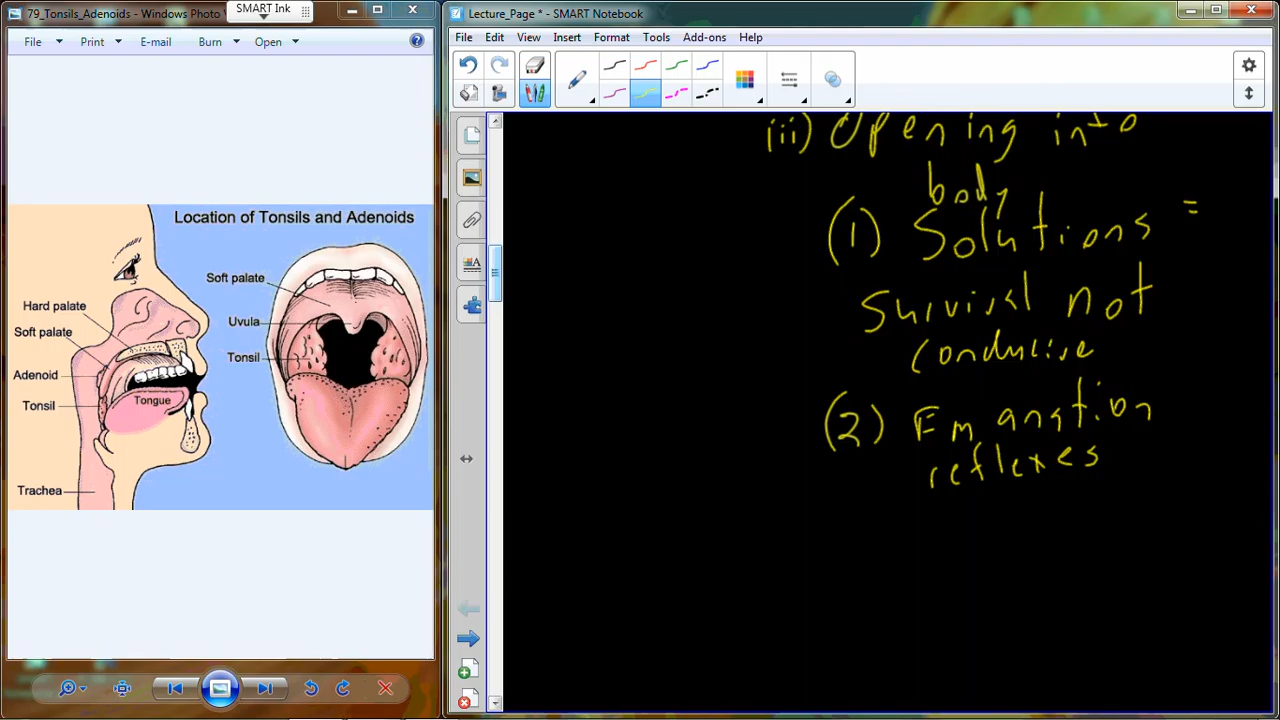 79_Tonsils_Adenoids - Windows Photo
SMART Ink
File Print E-mail Burn Open
Location of Tonsils and Adenoids
Soft palate
Hard palate
Uvula
Soft palate
Tonsil
Adenoid
Tongue
Tonsil
Trachea
Lecture_Page * - SMART Notebook
File Edit View Insert Format Tools Add-ons Help
iii) Opening into
body
(1) Solutions =
Survival not
conducive
(2) Emanation
reflexes